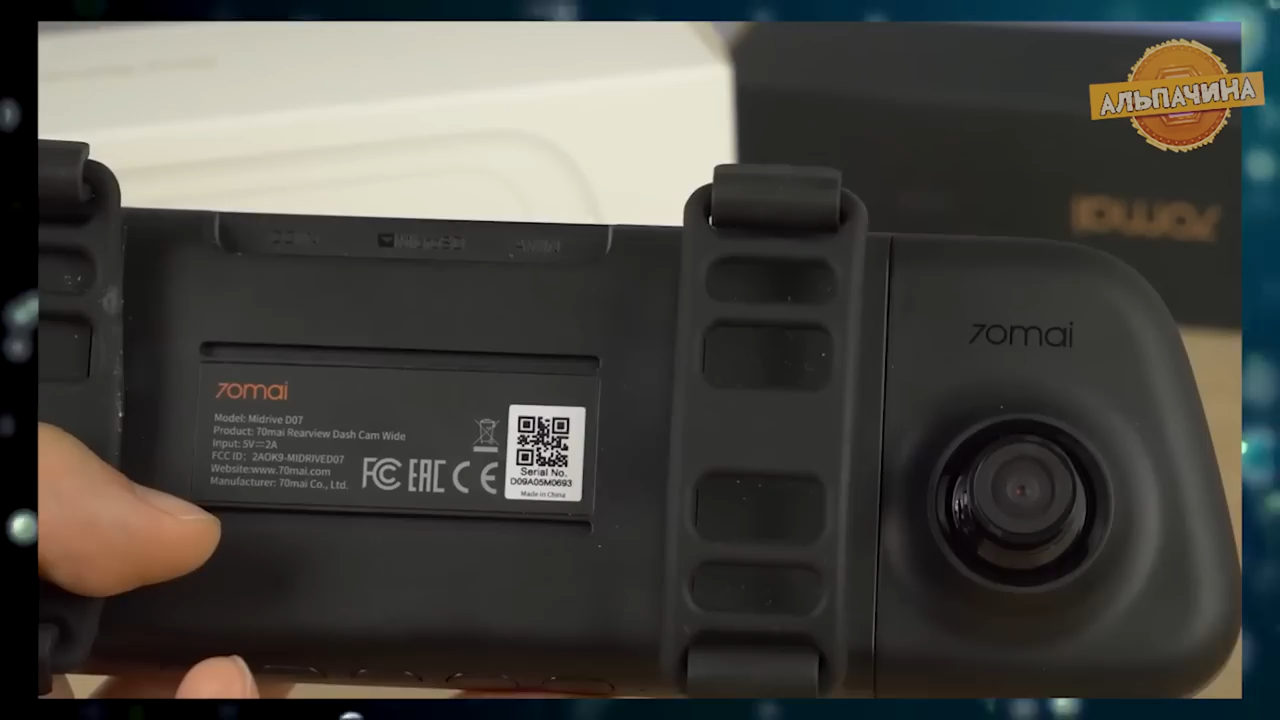 АЛЬПАЧИНА
70mai
70mai
70mai
Model: Midrive D07
Product: 70mai Rearview Dash Cam Wide
Input: 5V⎓2A
FCC ID: 2AOK9-MIDRIVED07
Website:www.70mai.com
Manufacturer: 70mai Co., Ltd.
FC EAC CE
Serial No.
D09A05M0693
Made in China